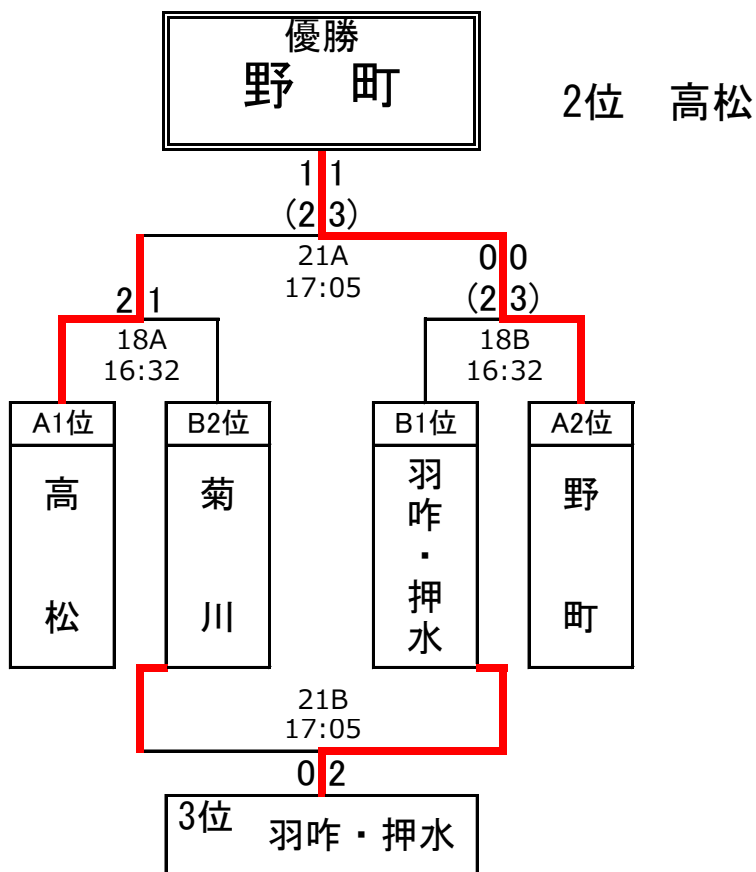 優勝
野 町
2位 高松
1 1
(2 3)
21A
17:05
0 0
(2 3)
2 1
18A
16:32
18B
16:32
A1位
B2位
B1位
A2位
高松
菊川
羽咋・押水
野町
21B
17:05
0 2
3位 羽咋・押水